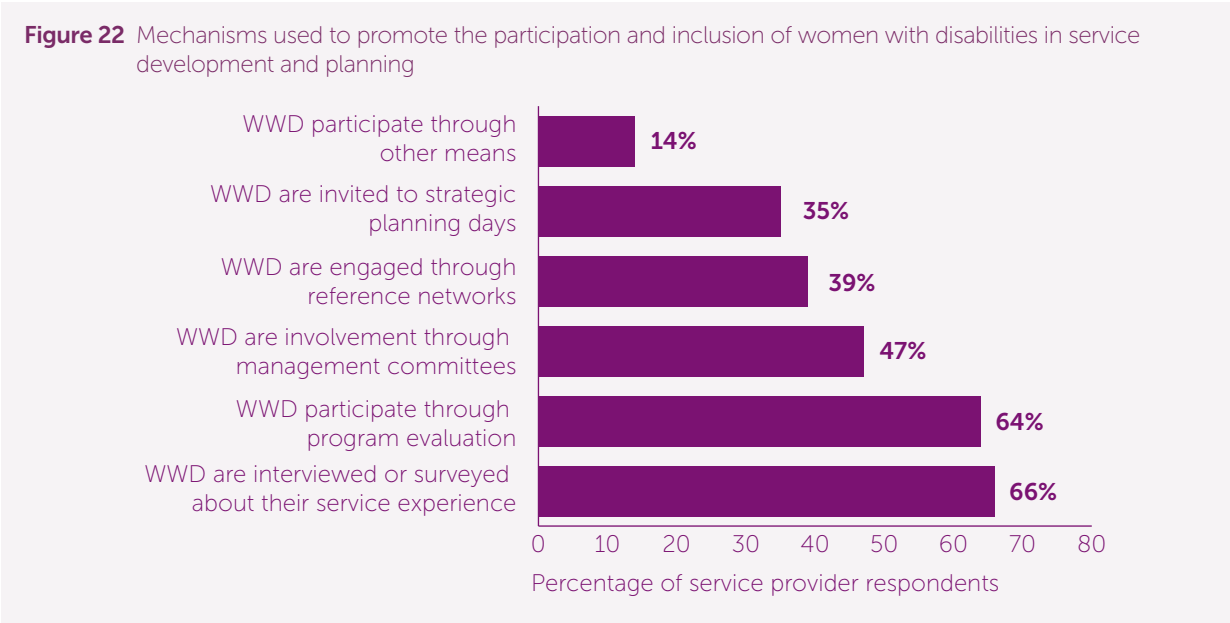 Figure 22 Mechanisms used to promote the participation and inclusion of women with disabilities in service
development and planning
WWD participate through
other means
14%
WWD are invited to strategic
planning days
35%
WWD are engaged through
reference networks
39%
WWD are involvement through
management committees
47%
WWD participate through
program evaluation
64%
WWD are interviewed or surveyed
about their service experience
66%
0 10 20 30 40 50 60 70 80
Percentage of service provider respondents